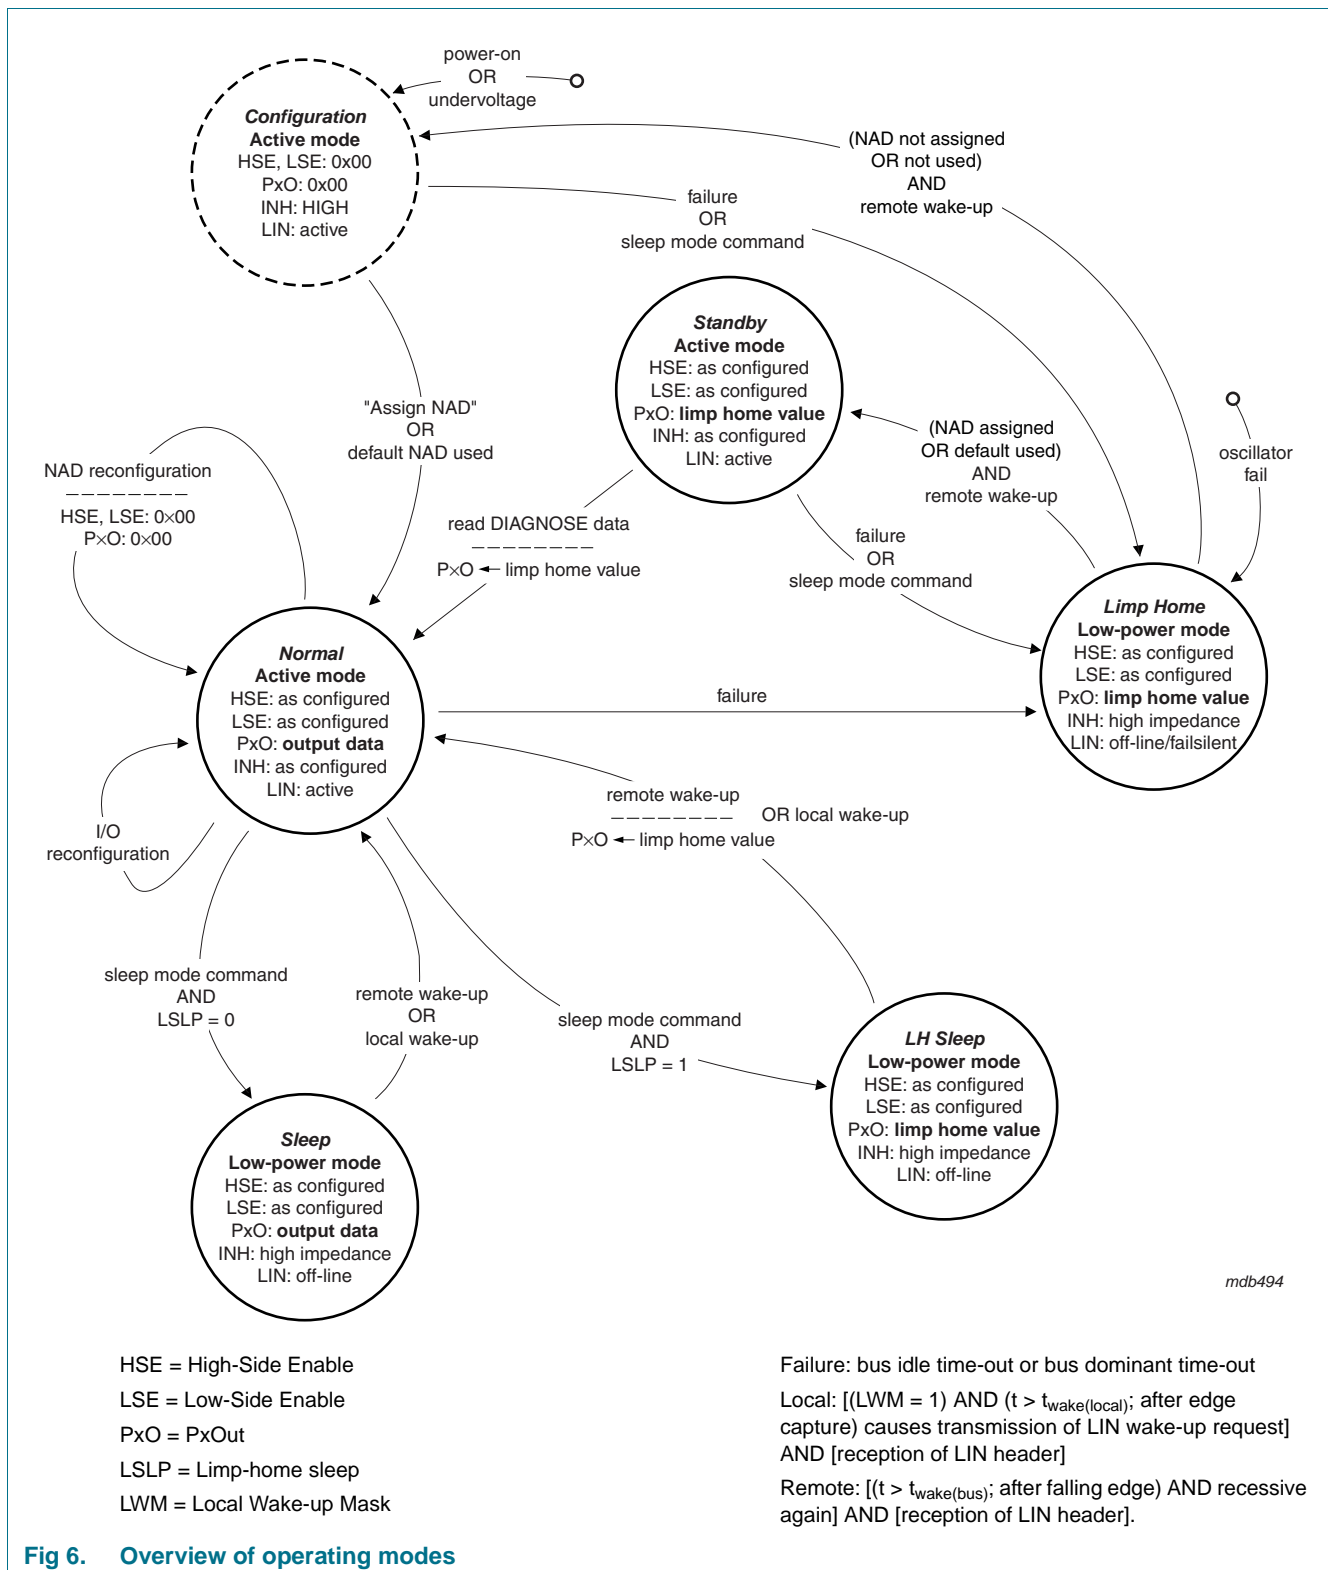 power-on
OR
undervoltage
Configuration
Active mode
HSE, LSE: 0x00
PxO: 0x00
INH: HIGH
LIN: active
(NAD not assigned
OR not used)
AND
remote wake-up
failure
OR
sleep mode command
Standby
Active mode
HSE: as configured
LSE: as configured
PxO: limp home value
INH: as configured
LIN: active
"Assign NAD"
OR
default NAD used
(NAD assigned
OR default used)
AND
remote wake-up
oscillator
fail
NAD reconfiguration
————————
HSE, LSE: 0×00
P×O: 0×00
read DIAGNOSE data
————————
P×O ← limp home value
failure
OR
sleep mode command
Limp Home
Low-power mode
HSE: as configured
LSE: as configured
PxO: limp home value
INH: high impedance
LIN: off-line/failsilent
Normal
Active mode
HSE: as configured
LSE: as configured
PxO: output data
INH: as configured
LIN: active
failure
remote wake-up
————————
P×O ← limp home value
OR local wake-up
I/O
reconfiguration
sleep mode command
AND
LSLP = 0
remote wake-up
OR
local wake-up
sleep mode command
AND
LSLP = 1
LH Sleep
Low-power mode
HSE: as configured
LSE: as configured
PxO: limp home value
INH: high impedance
LIN: off-line
Sleep
Low-power mode
HSE: as configured
LSE: as configured
PxO: output data
INH: high impedance
LIN: off-line
mdb494
HSE = High-Side Enable
LSE = Low-Side Enable
PxO = PxOut
LSLP = Limp-home sleep
LWM = Local Wake-up Mask
Failure: bus idle time-out or bus dominant time-out
Local: [(LWM = 1) AND (t > twake(local); after edge
capture) causes transmission of LIN wake-up request]
AND [reception of LIN header]
Remote: [(t > twake(bus); after falling edge) AND recessive
again] AND [reception of LIN header].
Fig 6. Overview of operating modes